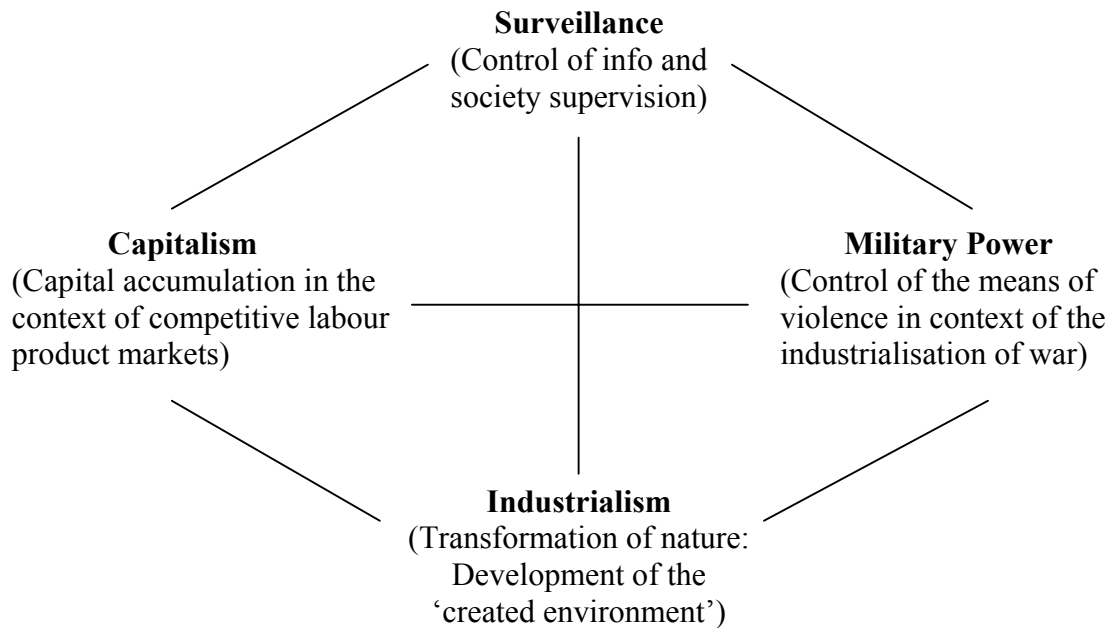 Surveillance
(Control of info and
society supervision)
Capitalism
(Capital accumulation in the
context of competitive labour
product markets)
Military Power
(Control of the means of
violence in context of the
industrialisation of war)
Industrialism
(Transformation of nature:
Development of the
‘created environment’)